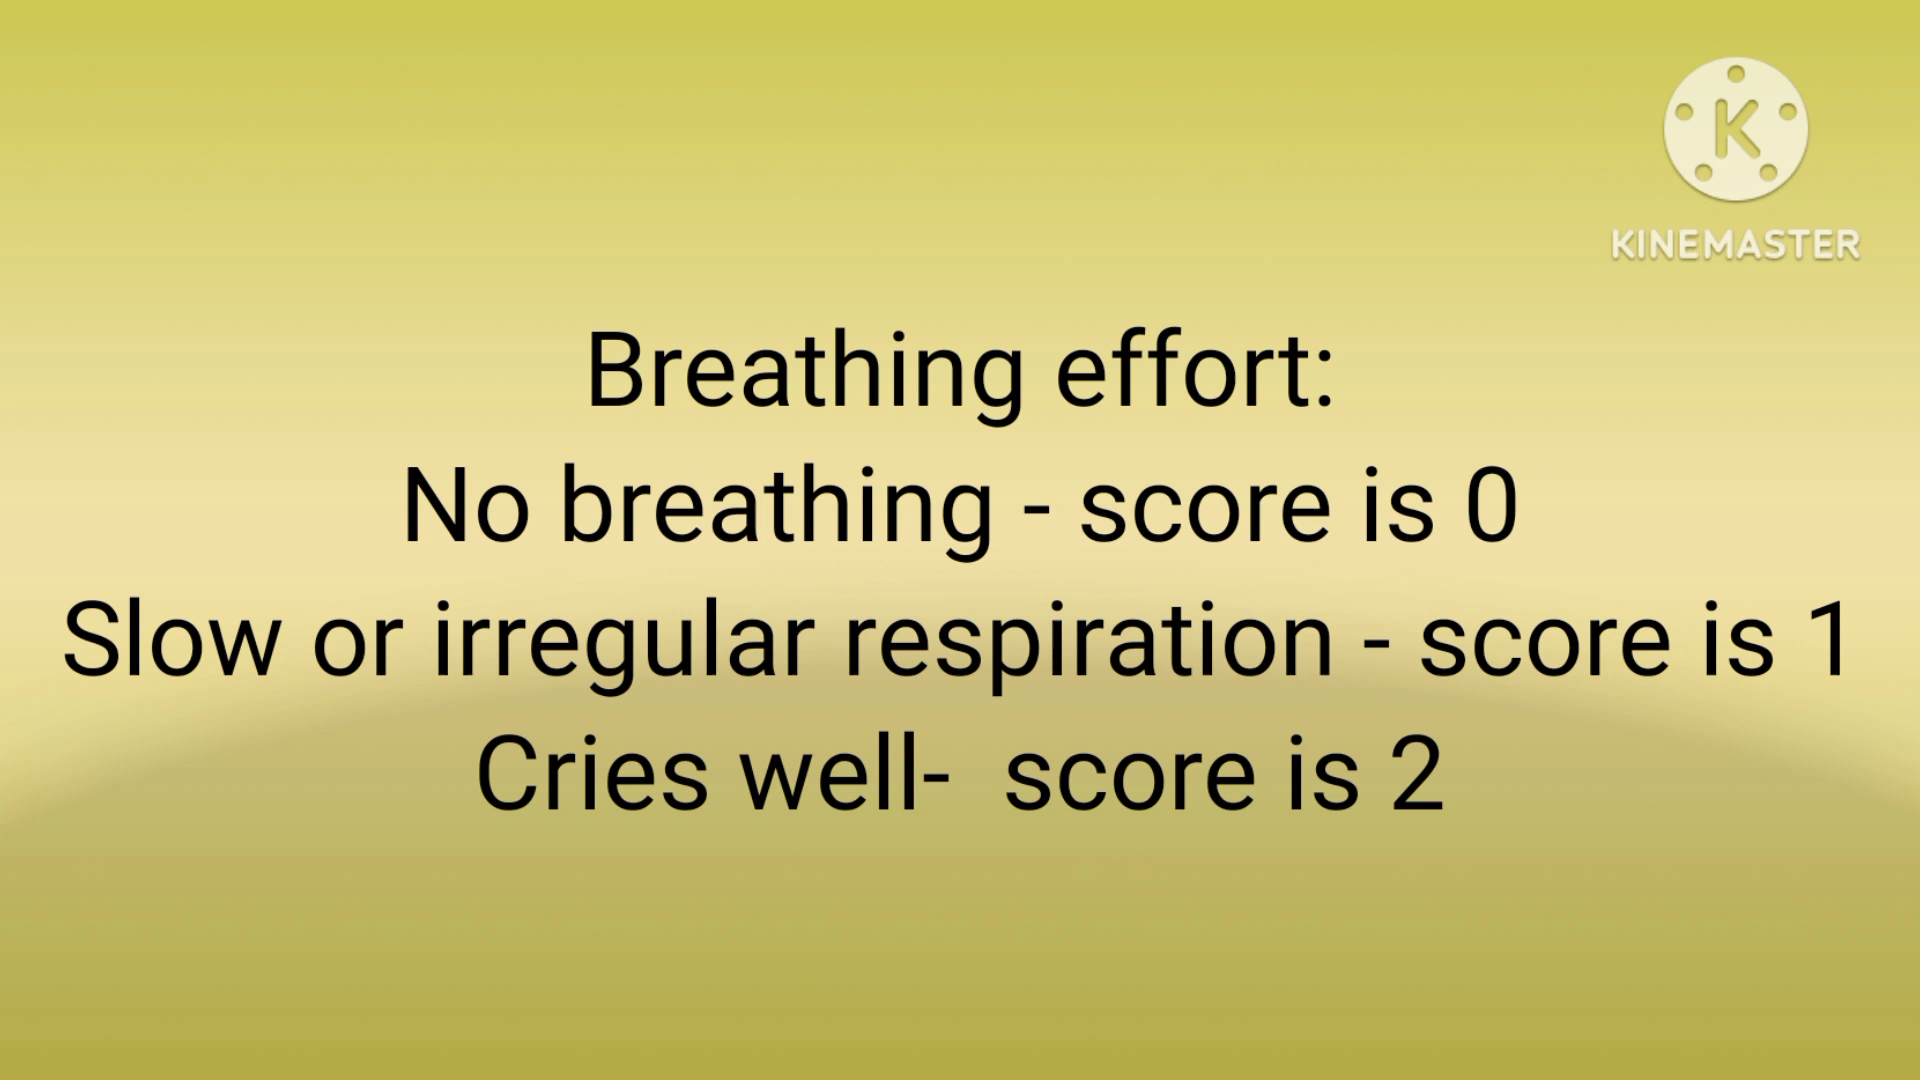 K
KINEMASTER
Breathing effort:
No breathing - score is 0
Slow or irregular respiration - score is 1
Cries well-  score is 2